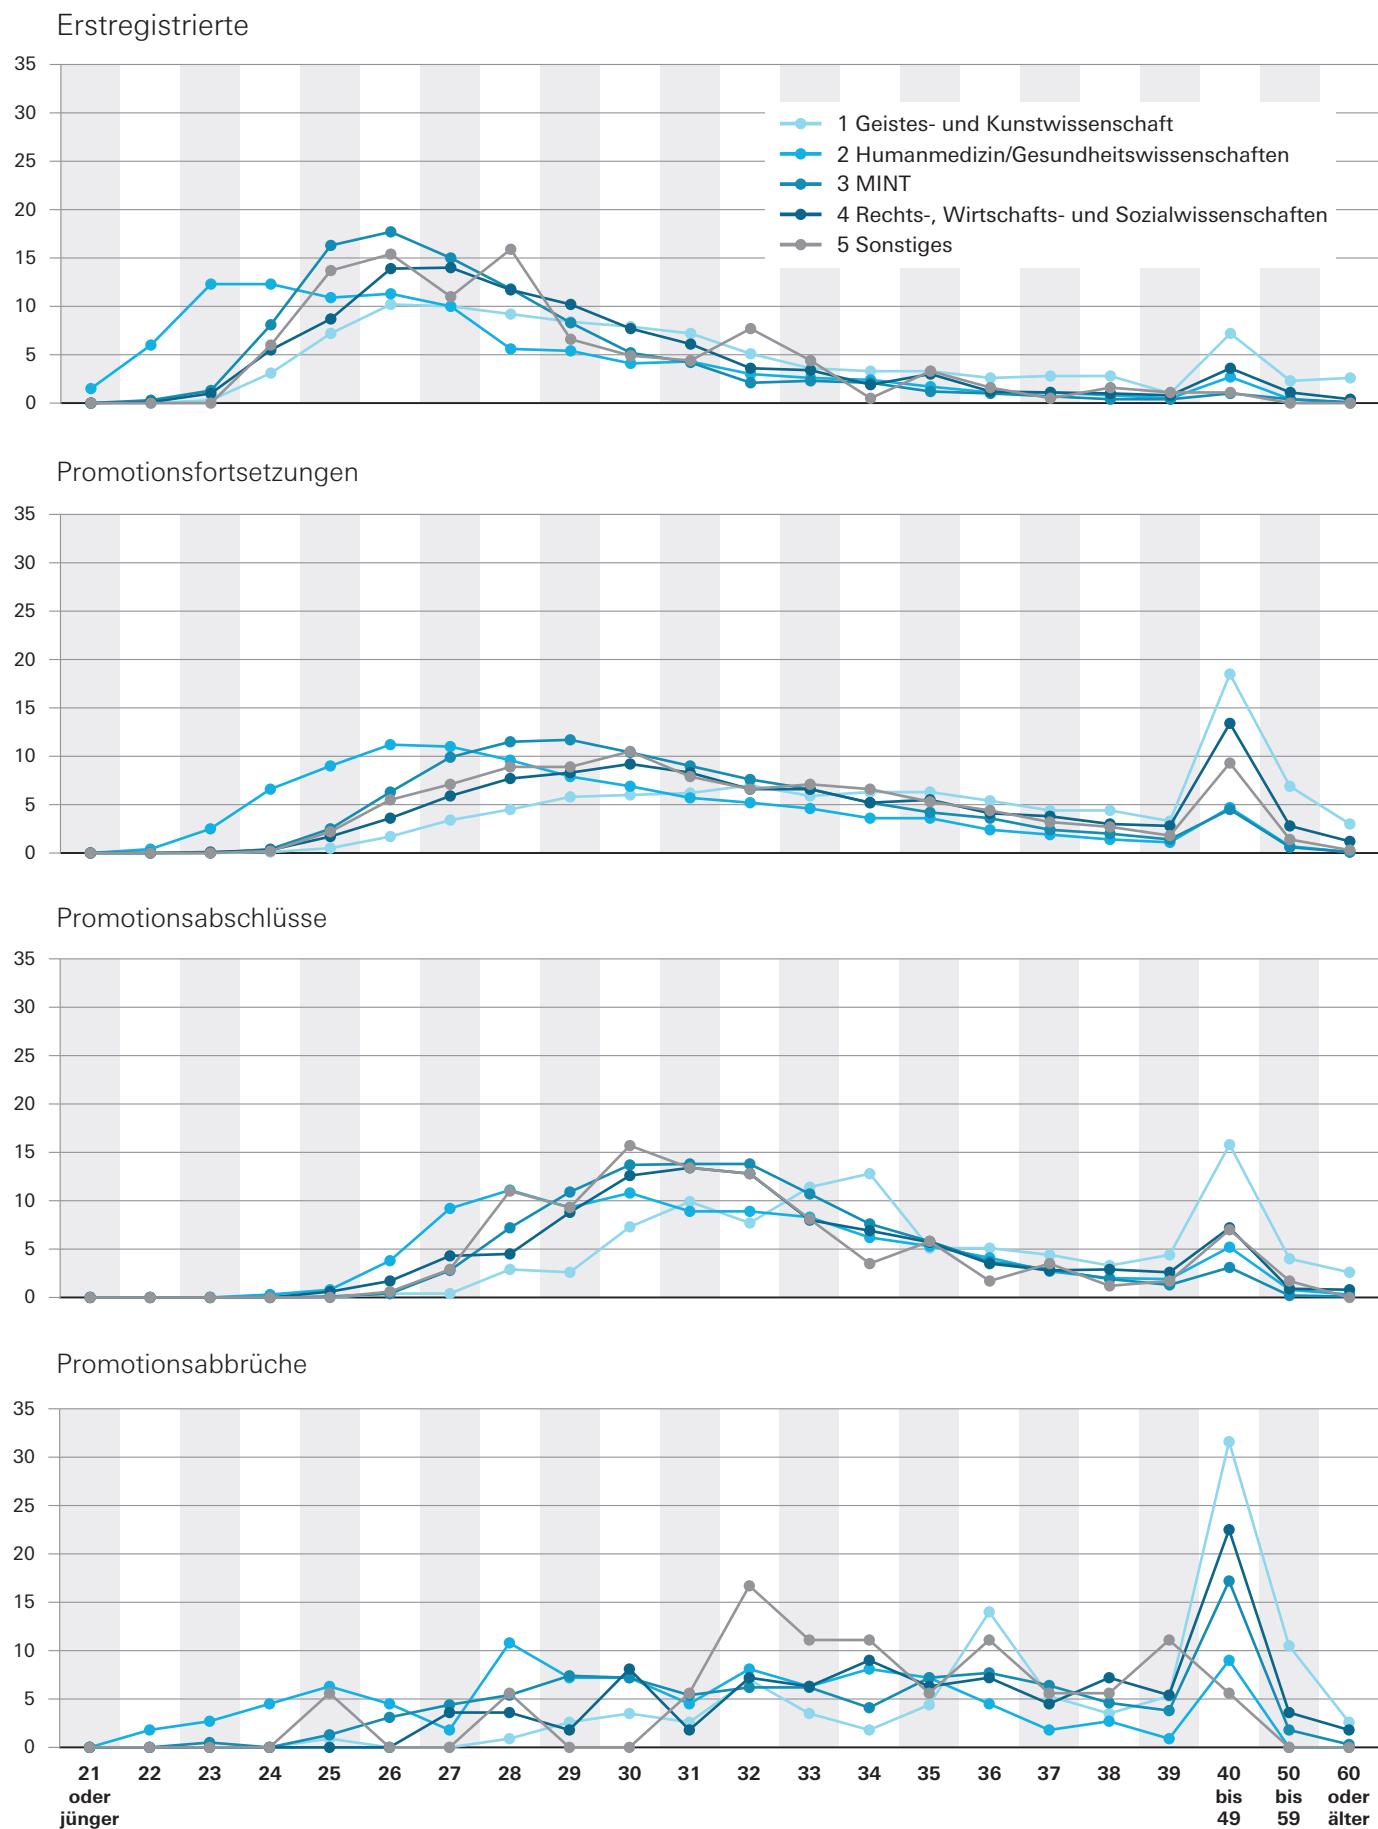 Erstregistrierte
35
30
25
20
15
10
5
0
1 Geistes- und Kunstwissenschaft
2 Humanmedizin/Gesundheitswissenschaften
3 MINT
4 Rechts-, Wirtschafts- und Sozialwissenschaften
5 Sonstiges
Promotionsfortsetzungen
35
30
25
20
15
10
5
0
Promotionsabschlüsse
35
30
25
20
15
10
5
0
Promotionsabbrüche
35
30
25
20
15
10
5
0
21 22 23 24 25 26 27 28 29 30 31 32 33 34 35 36 37 38 39 40 50 60
oder bis bis oder
jünger 49 59 älter